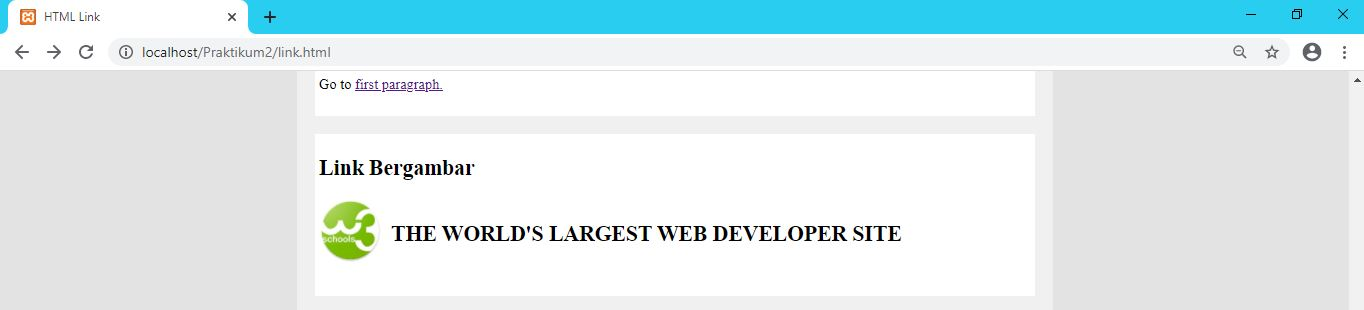 HTML Link
localhost/Praktikum2/link.html
Go to first paragraph.
Link Bergambar
w3
schools
THE WORLD'S LARGEST WEB DEVELOPER SITE